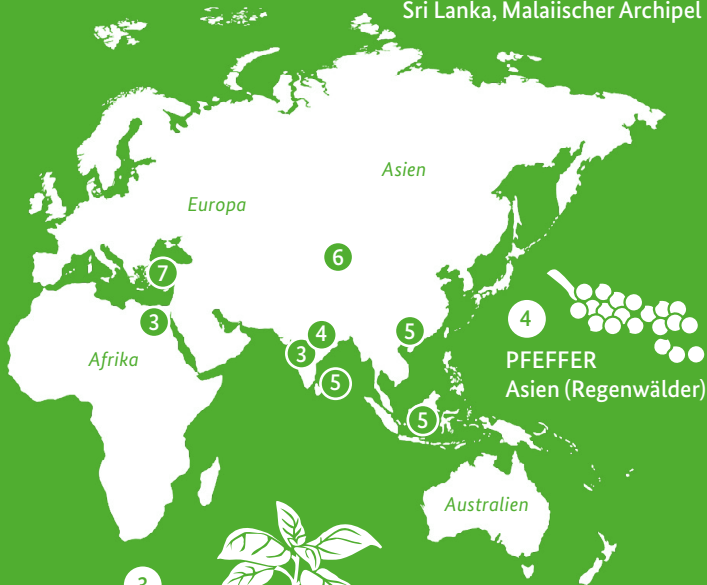 Sri Lanka, Malaiischer Archipel
Asien
Europa
6
7
3
4
5
4
3
Afrika
5
PFEFFER
Asien (Regenwälder)
5
Australien
3